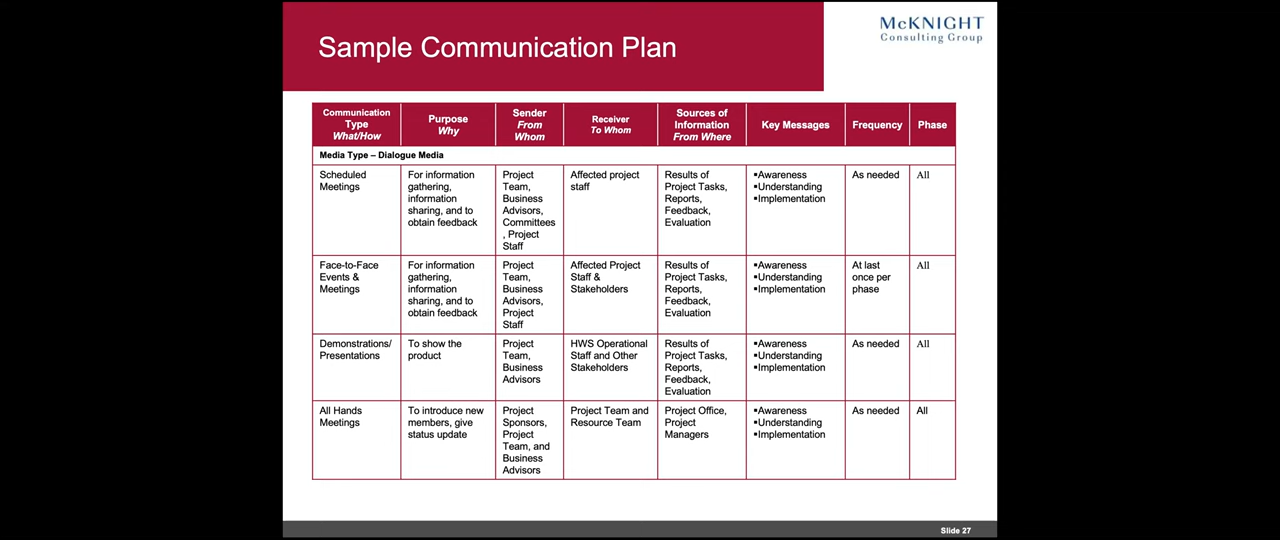 Sample Communication Plan
McKNIGHT
Consulting Group
Communication
Type
What/How
Purpose
Why
Sender
From
Whom
Receiver
To Whom
Sources of
Information
From Where
Key Messages
Frequency
Phase
Media Type – Dialogue Media
Scheduled
Meetings
For information
gathering,
information
sharing, and to
obtain feedback
Project
Team,
Business
Advisors,
Committees
, Project
Staff
Affected project
staff
Results of
Project Tasks,
Reports,
Feedback,
Evaluation
▪Awareness
▪Understanding
▪Implementation
As needed
All
Face-to-Face
Events &
Meetings
For information
gathering,
information
sharing, and to
obtain feedback
Project
Team,
Business
Advisors,
Project
Staff
Affected Project
Staff &
Stakeholders
Results of
Project Tasks,
Reports,
Feedback,
Evaluation
▪Awareness
▪Understanding
▪Implementation
At last
once per
phase
All
Demonstrations/
Presentations
To show the
product
Project
Team,
Business
Advisors
HWS Operational
Staff and Other
Stakeholders
Results of
Project Tasks,
Reports,
Feedback,
Evaluation
▪Awareness
▪Understanding
▪Implementation
As needed
All
All Hands
Meetings
To introduce new
members, give
status update
Project
Sponsors,
Project
Team, and
Business
Advisors
Project Team and
Resource Team
Project Office,
Project
Managers
▪Awareness
▪Understanding
▪Implementation
As needed
All
Slide 27